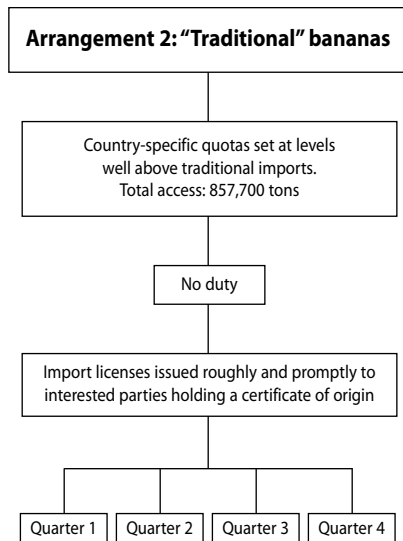 Arrangement 2: “Traditional” bananas
Country-specific quotas set at levels
well above traditional imports.
Total access: 857,700 tons
No duty
Import licenses issued roughly and promptly to
interested parties holding a certificate of origin
Quarter 1
Quarter 2
Quarter 3
Quarter 4